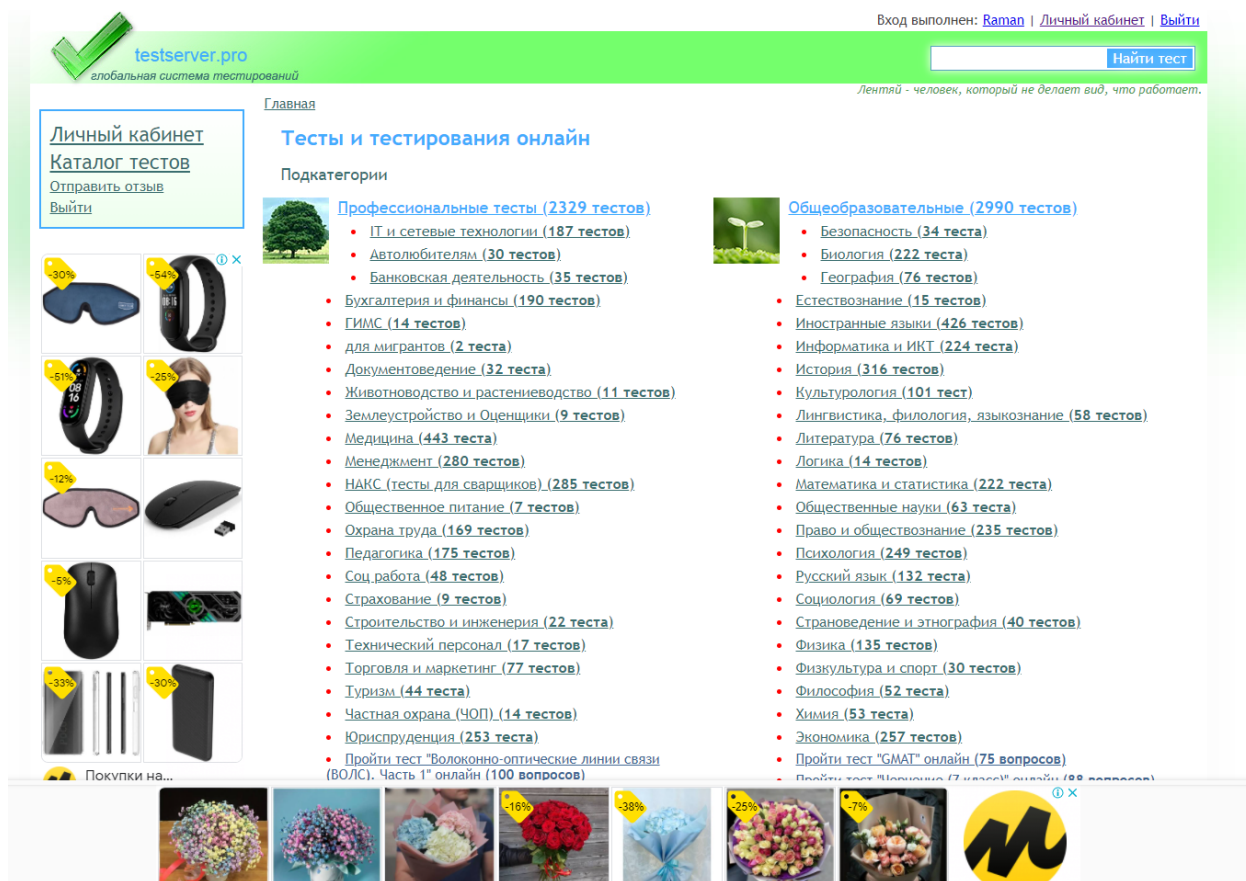 Вход выполнен: Raman | Личный кабинет | Выйти
testserver.pro
глобальная система тестирований
Найти тест
Лентяй - человек, который не делает вид, что работает.
Главная
Личный кабинет
Каталог тестов
Отправить отзыв
Выйти
Тесты и тестирования онлайн
Подкатегории
Профессиональные тесты (2329 тестов)
IT и сетевые технологии (187 тестов)
Автолюбителям (30 тестов)
Банковская деятельность (35 тестов)
Бухгалтерия и финансы (190 тестов)
ГИМС (14 тестов)
для мигрантов (2 теста)
Документоведение (32 теста)
Животноводство и растениеводство (11 тестов)
Землеустройство и Оценщики (9 тестов)
Медицина (443 теста)
Менеджмент (280 тестов)
НАКС (тесты для сварщиков) (285 тестов)
Общественное питание (7 тестов)
Охрана труда (169 тестов)
Педагогика (175 тестов)
Соц работа (48 тестов)
Страхование (9 тестов)
Строительство и инженерия (22 теста)
Технический персонал (17 тестов)
Торговля и маркетинг (77 тестов)
Туризм (44 теста)
Частная охрана (ЧОП) (14 тестов)
Юриспруденция (253 теста)
Пройти тест "Волоконно-оптические линии связи
(ВОЛС). Часть 1" онлайн (100 вопросов)
Общеобразовательные (2990 тестов)
Безопасность (34 теста)
Биология (222 теста)
География (76 тестов)
Естествознание (15 тестов)
Иностранные языки (426 тестов)
Информатика и ИКТ (224 теста)
История (316 тестов)
Культурология (101 тест)
Лингвистика, филология, языкознание (58 тестов)
Литература (76 тестов)
Логика (14 тестов)
Математика и статистика (222 теста)
Общественные науки (63 теста)
Право и обществознание (235 тестов)
Психология (249 тестов)
Русский язык (132 теста)
Социология (69 тестов)
Страноведение и этнография (40 тестов)
Физика (135 тестов)
Физкультура и спорт (30 тестов)
Философия (52 теста)
Химия (53 теста)
Экономика (257 тестов)
Пройти тест "GMAT" онлайн (75 вопросов)
Пройти тест "Черчение (7 класс)" онлайн (88 вопросов)
-30%
-54%
-51%
-25%
-12%
-5%
-33%
-30%
Покупки на...
-16%
-38%
-25%
-7%